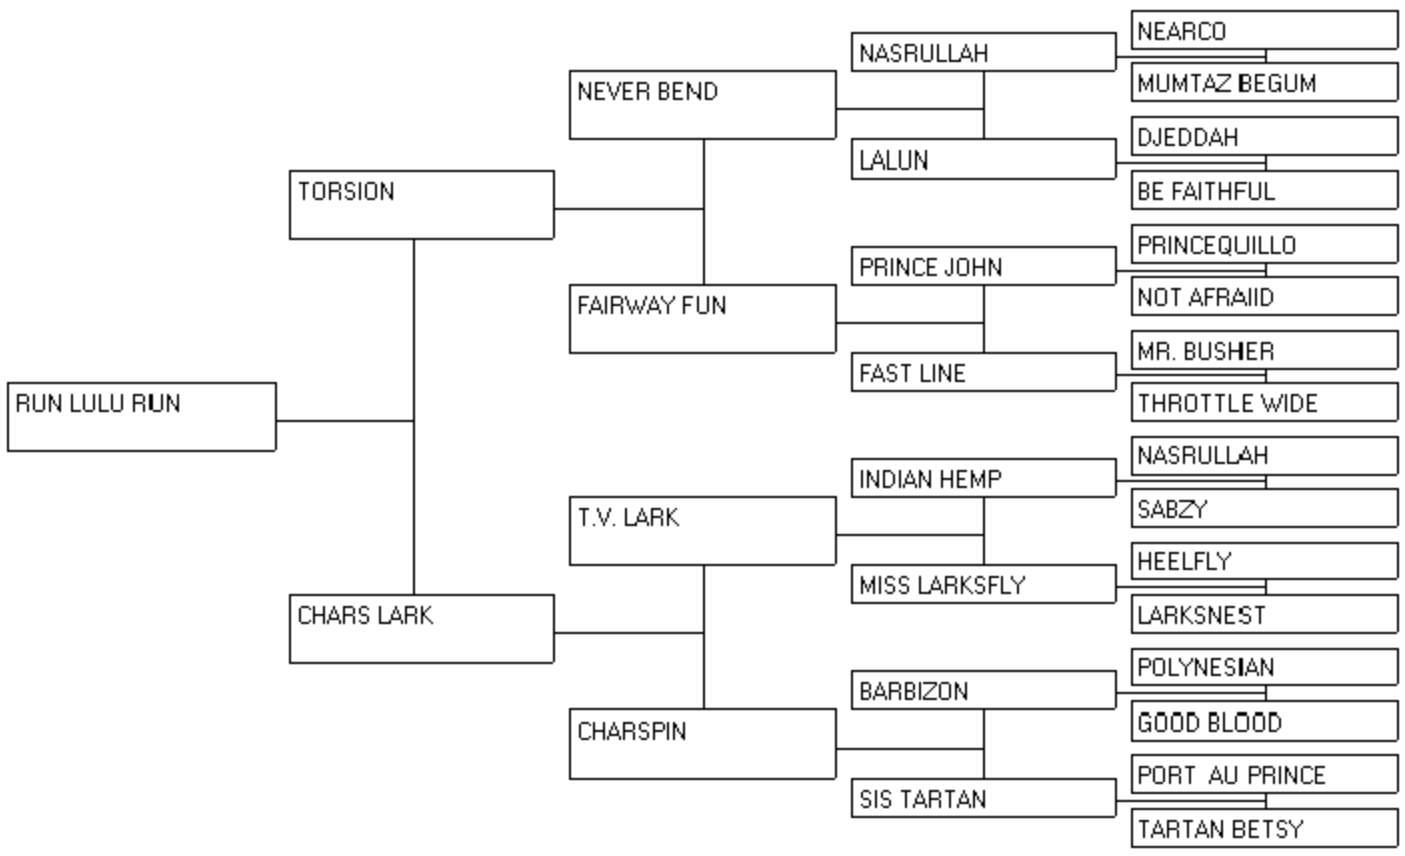 NEARCO
NASRULLAH
MUMTAZ BEGUM
NEVER BEND
DJEDDAH
LALUN
BE FAITHFUL
TORSION
PRINCEQUILLO
PRINCE JOHN
NOT AFRAIID
FAIRWAY FUN
MR. BUSHER
FAST LINE
THROTTLE WIDE
RUN LULU RUN
NASRULLAH
INDIAN HEMP
SABZY
T.V. LARK
HEELFLY
MISS LARKSFLY
LARKSNEST
CHARS LARK
POLYNESIAN
BARBIZON
GOOD BLOOD
CHARSPIN
PORT AU PRINCE
SIS TARTAN
TARTAN BETSY